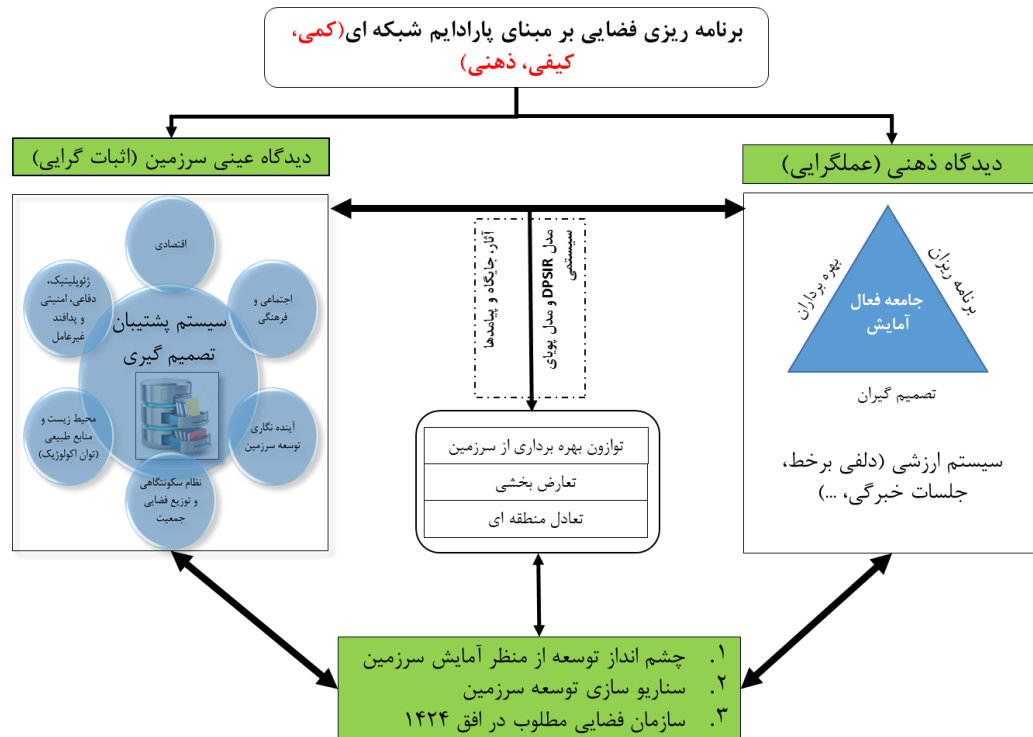 برنامه ریزی فضایی بر مبنای پارادایم شبکه ای(کمی،
کیفی، ذهنی)
دیدگاه ذهنی (عملگرایی)
دیدگاه عینی سرزمین (اثبات گرایی)
برنامه ریزان
بهره برداران
جامعه فعال
آمایش
تصمیم گیران
سیستم ارزشی (دلفی برخط،
جلسات خبرگی، ...)
مدل DPSIR و مدل پویای
سیستمی
آثار، جایگاه و پیامدها
اقتصادی
اجتماعی و
فرهنگی
ژئوپلیتیک،
دفاعی، امنیتی
و پدافند
غیرعامل
سیستم پشتیبان
تصمیم گیری
آینده نگاری
توسعه سرزمین
محیط زیست و
منابع طبیعی
(توان اکولوژیک)
نظام سکونتگاهی
و توزیع فضایی
جمعیت
توازون بهره برداری از سرزمین
تعارض بخشی
تعادل منطقه ای
۱. چشم انداز توسعه از منظر آمایش سرزمین
۲. سناریو سازی توسعه سرزمین
۳. سازمان فضایی مطلوب در افق ۱۴۲۴